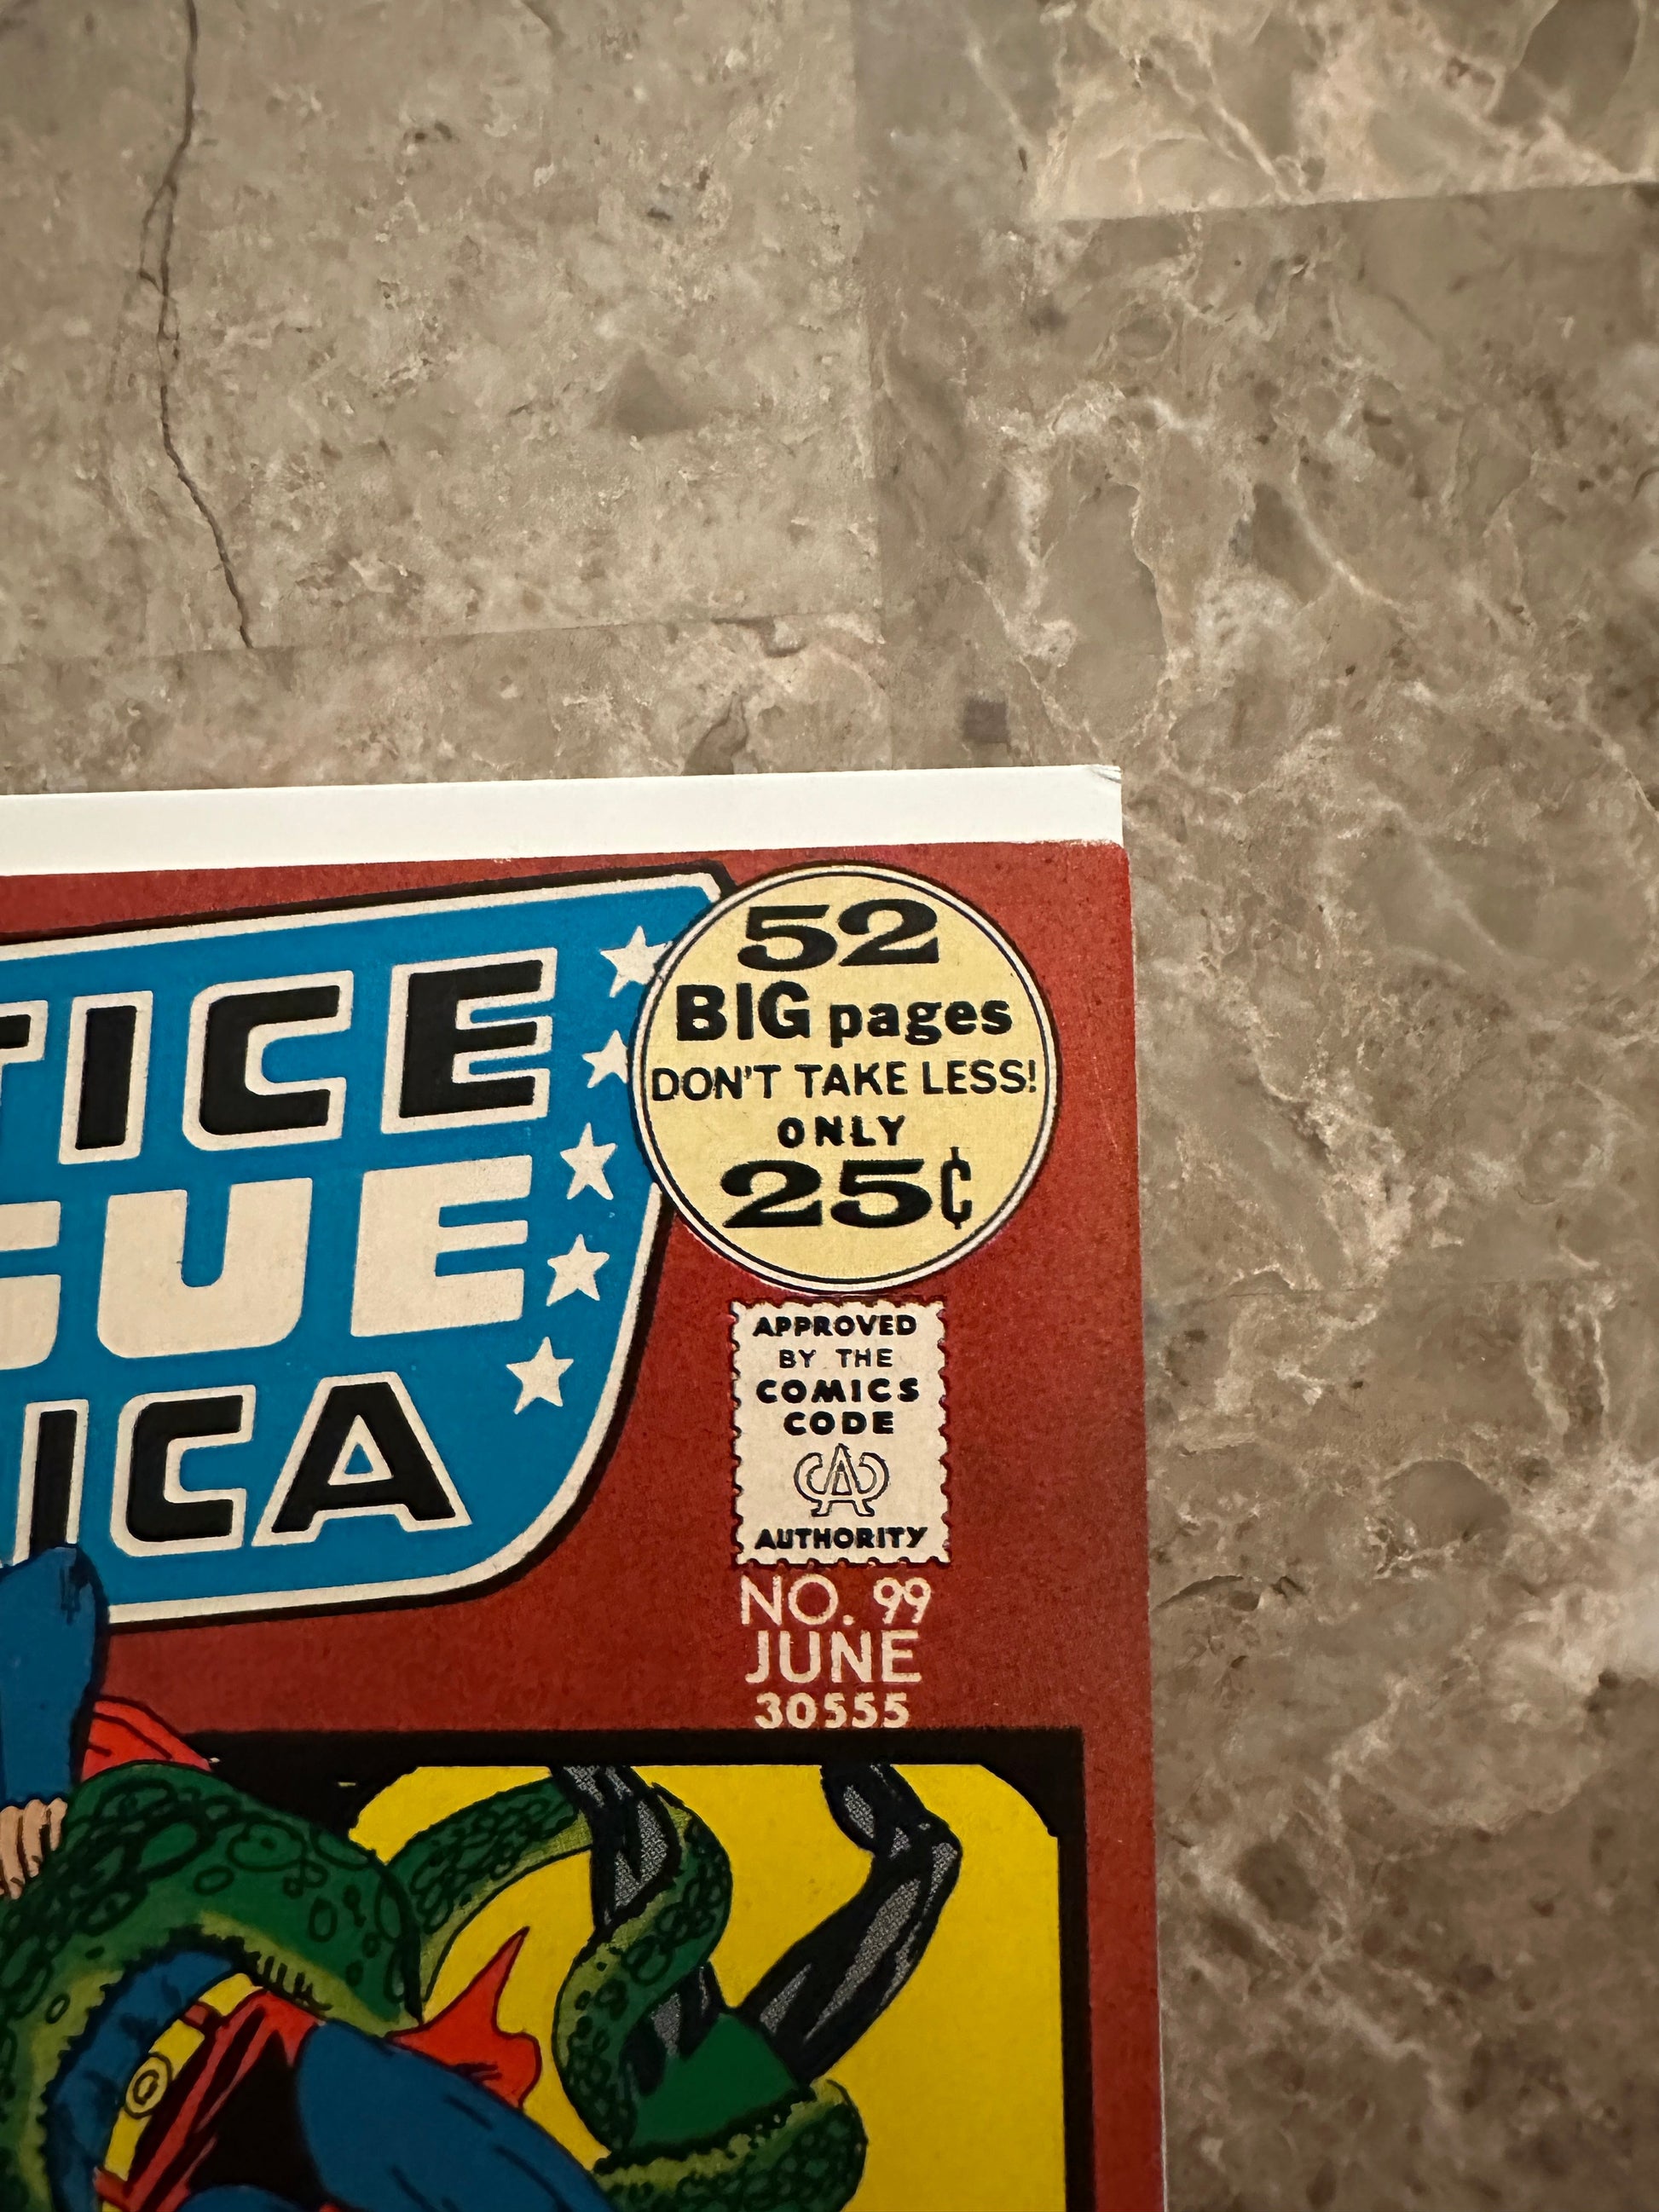 TICE
GUE
ICA
52
BIG pages
DON'T TAKE LESS!
ONLY
25¢
APPROVED
BY THE
COMICS
CODE
CA
AUTHORITY
NO. 99
JUNE
30555